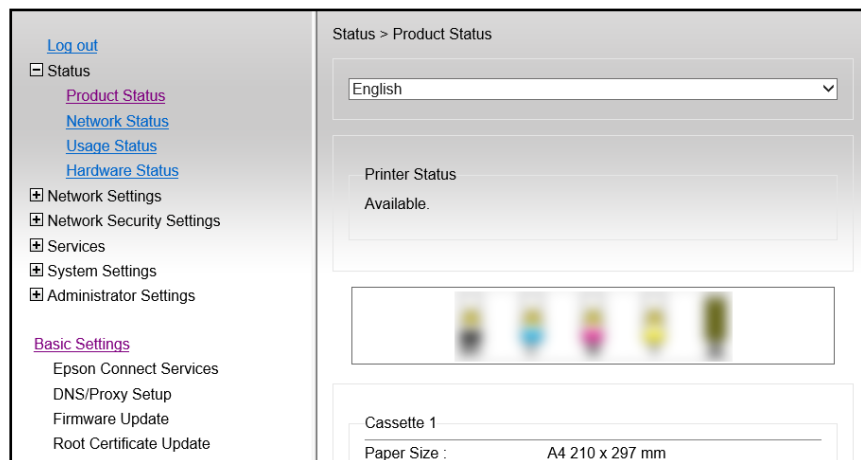 Log out
Status
Product Status
Network Status
Usage Status
Hardware Status
Network Settings
Network Security Settings
Services
System Settings
Administrator Settings
Basic Settings
Epson Connect Services
DNS/Proxy Setup
Firmware Update
Root Certificate Update
Status > Product Status
English
Printer Status
Available.
Cassette 1
Paper Size : A4 210 x 297 mm